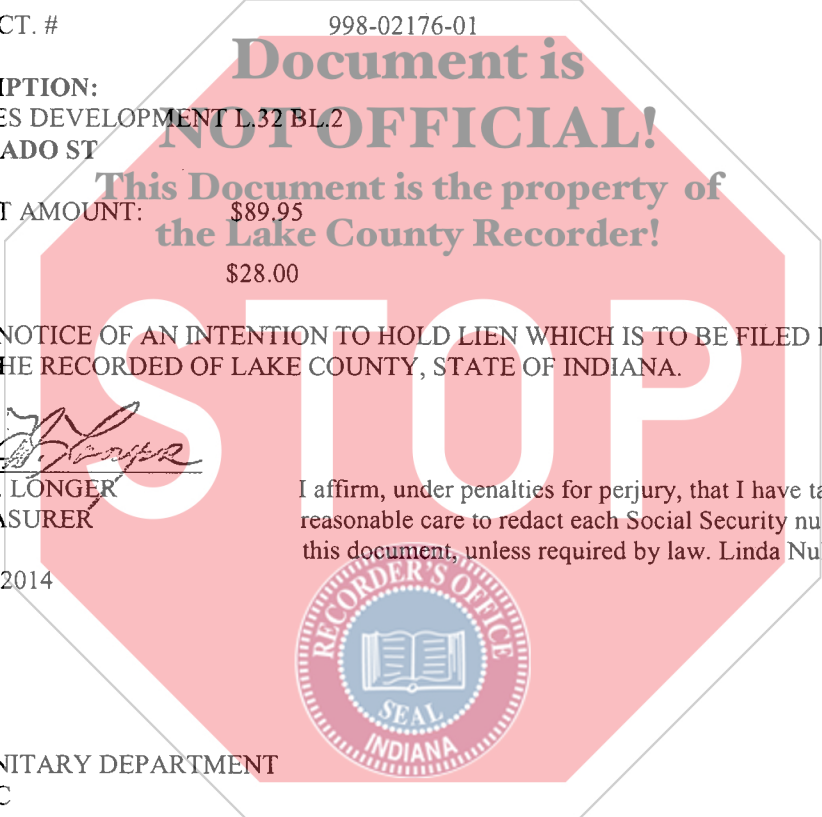 CT. # 998-02176-01
Document is
IPTION:
ES DEVELOPMENT L.32 BL.2
NOT OFFICIAL!
ADO ST
This Document is the property of
T AMOUNT: $89.95
the Lake County Recorder!
$28.00
STOP
NOTICE OF AN INTENTION TO HOLD LIEN WHICH IS TO BE FILED
HE RECORDED OF LAKE COUNTY, STATE OF INDIANA.
LONGER
ASURER
I affirm, under penalties for perjury, that I have ta
reasonable care to redact each Social Security nu
this document, unless required by law. Linda Nu
2014
RECORDER'S OFFICE
SEAL
INDIANA
NITARY DEPARTMENT
C